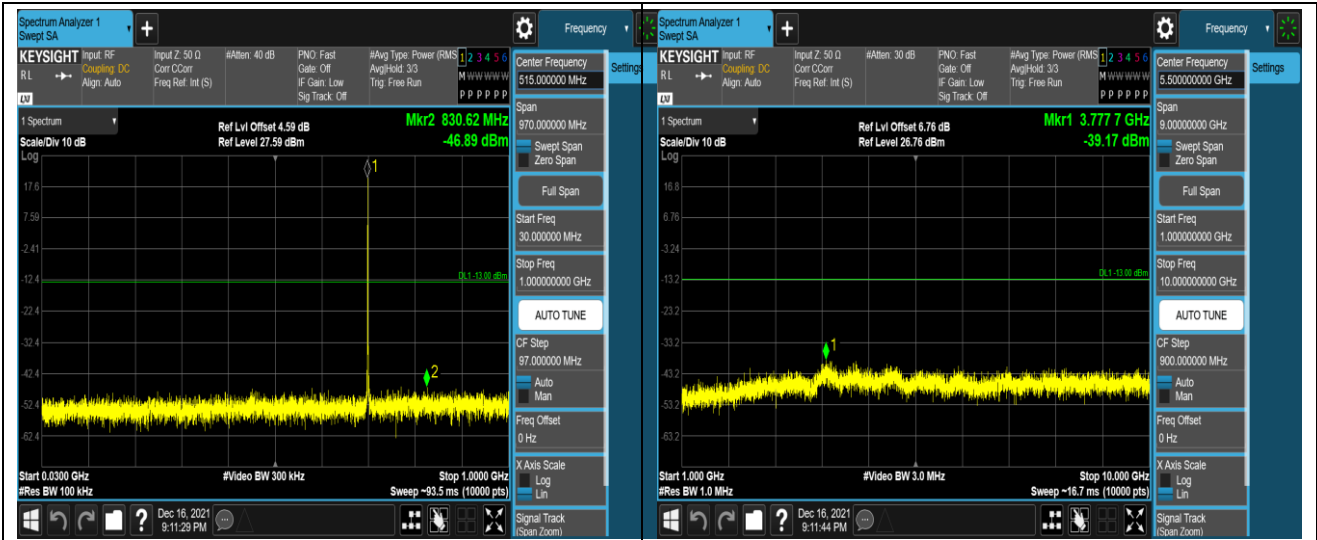 Spectrum Analyzer 1
Swept SA
+
Frequency
KEYSIGHT
RL
LXI
Input: RF
Coupling: DC
Align: Auto
Input Z: 50 Ω
Corr CCorr
Freq Ref: Int (S)
#Atten: 40 dB
PNO: Fast
Gate: Off
IF Gain: Low
Sig Track: Off
#Avg Type: Power (RMS
Avg|Hold: 3/3
Trig: Free Run
1 2 3 4 5 6
M W W W W W
P P P P P P
1 Spectrum
Scale/Div 10 dB
Log
Ref Lvl Offset 4.59 dB
Ref Level 27.59 dBm
Mkr2 830.62 MHz
-46.89 dBm
1
17.6
7.59
-2.41
DL1 -13.00 dBm
-12.4
-22.4
-32.4
-42.4
2
-52.4
-62.4
Start 0.0300 GHz
#Res BW 100 kHz
#Video BW 300 kHz
Stop 1.0000 GHz
Sweep ~93.5 ms (10000 pts)
Center Frequency
515.000000 MHz
Settings
Span
970.000000 MHz
Swept Span
Zero Span
Full Span
Start Freq
30.000000 MHz
Stop Freq
1.000000000 GHz
AUTO TUNE
CF Step
97.000000 MHz
Auto
Man
Freq Offset
0 Hz
X Axis Scale
Log
Lin
Signal Track
(Span Zoom)
?
Dec 16, 2021
9:11:29 PM
Spectrum Analyzer 1
Swept SA
+
Frequency
KEYSIGHT
RL
LXI
Input: RF
Coupling: DC
Align: Auto
Input Z: 50 Ω
Corr CCorr
Freq Ref: Int (S)
#Atten: 30 dB
PNO: Fast
Gate: Off
IF Gain: Low
Sig Track: Off
#Avg Type: Power (RMS
Avg|Hold: 3/3
Trig: Free Run
1 2 3 4 5 6
M W W W W W
P P P P P P
1 Spectrum
Scale/Div 10 dB
Log
Ref Lvl Offset 6.76 dB
Ref Level 26.76 dBm
Mkr1 3.777 7 GHz
-39.17 dBm
16.8
6.76
-3.24
DL1 -13.00 dBm
-13.2
-23.2
-33.2
1
-43.2
-53.2
-63.2
Start 1.000 GHz
#Res BW 1.0 MHz
#Video BW 3.0 MHz
Stop 10.000 GHz
Sweep ~16.7 ms (10000 pts)
Center Frequency
5.500000000 GHz
Settings
Span
9.00000000 GHz
Swept Span
Zero Span
Full Span
Start Freq
1.000000000 GHz
Stop Freq
10.000000000 GHz
AUTO TUNE
CF Step
900.000000 MHz
Auto
Man
Freq Offset
0 Hz
X Axis Scale
Log
Lin
Signal Track
(Span Zoom)
?
Dec 16, 2021
9:11:44 PM